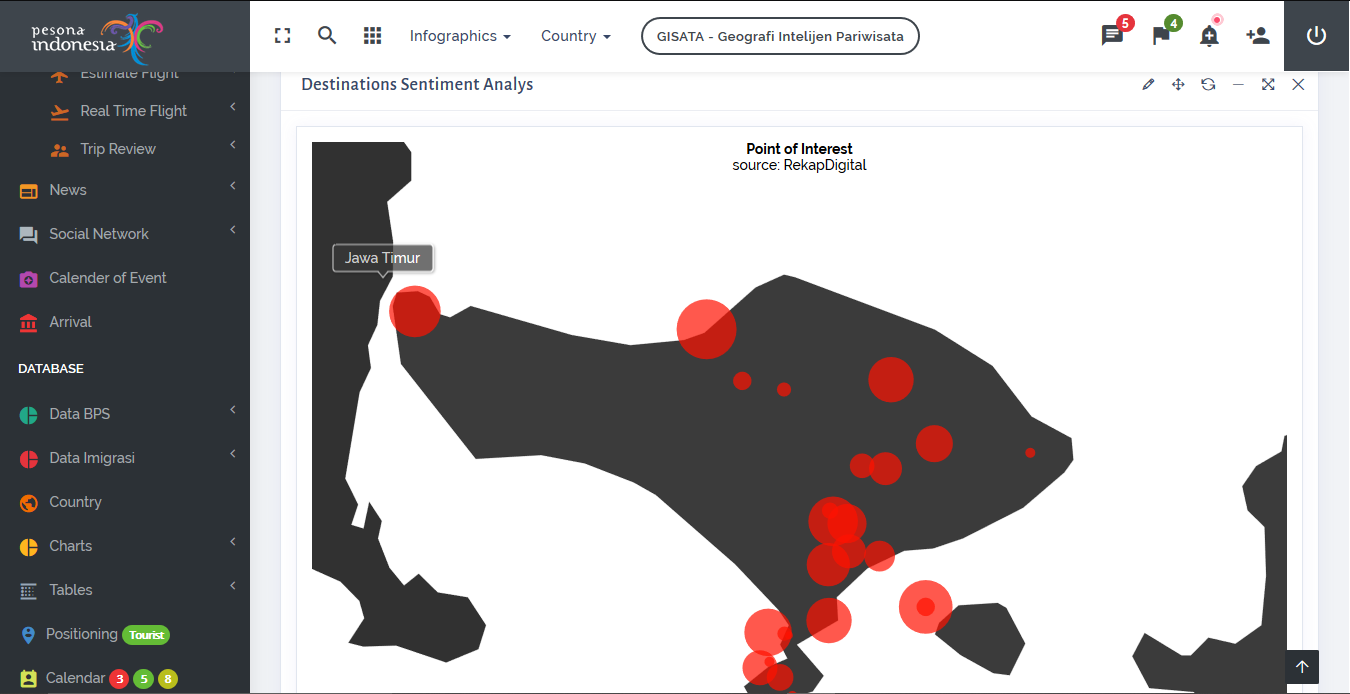 pesona
indonesia
Infographics
Country
GISATA - Geografi Intelijen Pariwisata
5
4
Estimate Flight
Real Time Flight
Trip Review
News
Social Network
Calender of Event
Arrival
DATABASE
Data BPS
Data Imigrasi
Country
Charts
Tables
Positioning Tourist
Calendar 3 5 8
Destinations Sentiment Analys
Point of Interest
source: RekapDigital
Jawa Timur